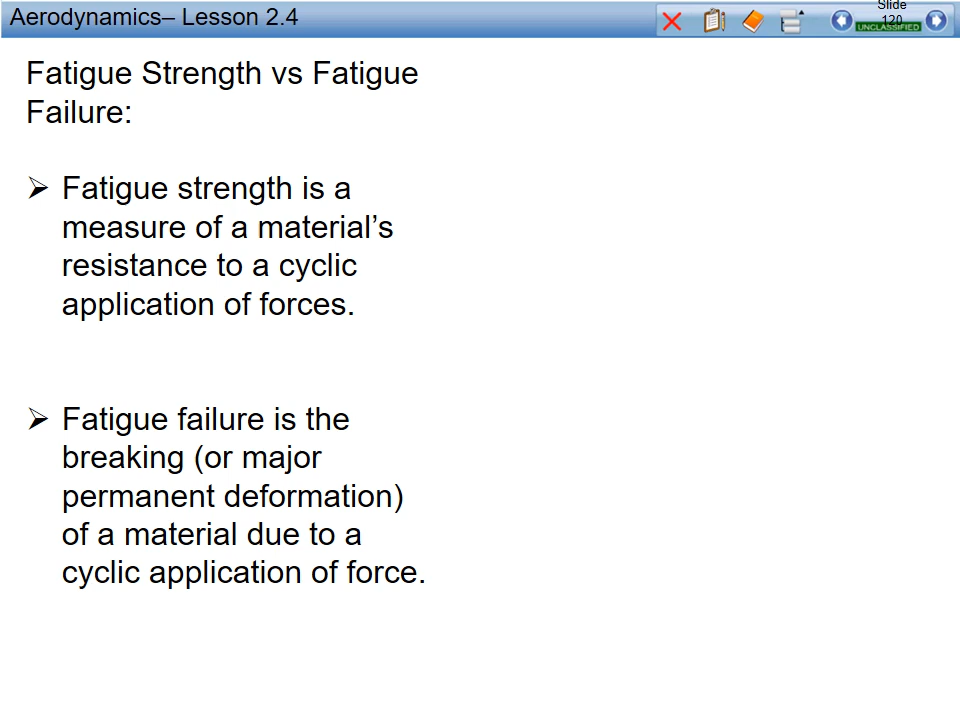 Aerodynamics– Lesson 2.4
Slide
120
UNCLASSIFIED
Fatigue Strength vs Fatigue
Failure:
➢ Fatigue strength is a
measure of a material’s
resistance to a cyclic
application of forces.
➢ Fatigue failure is the
breaking (or major
permanent deformation)
of a material due to a
cyclic application of force.